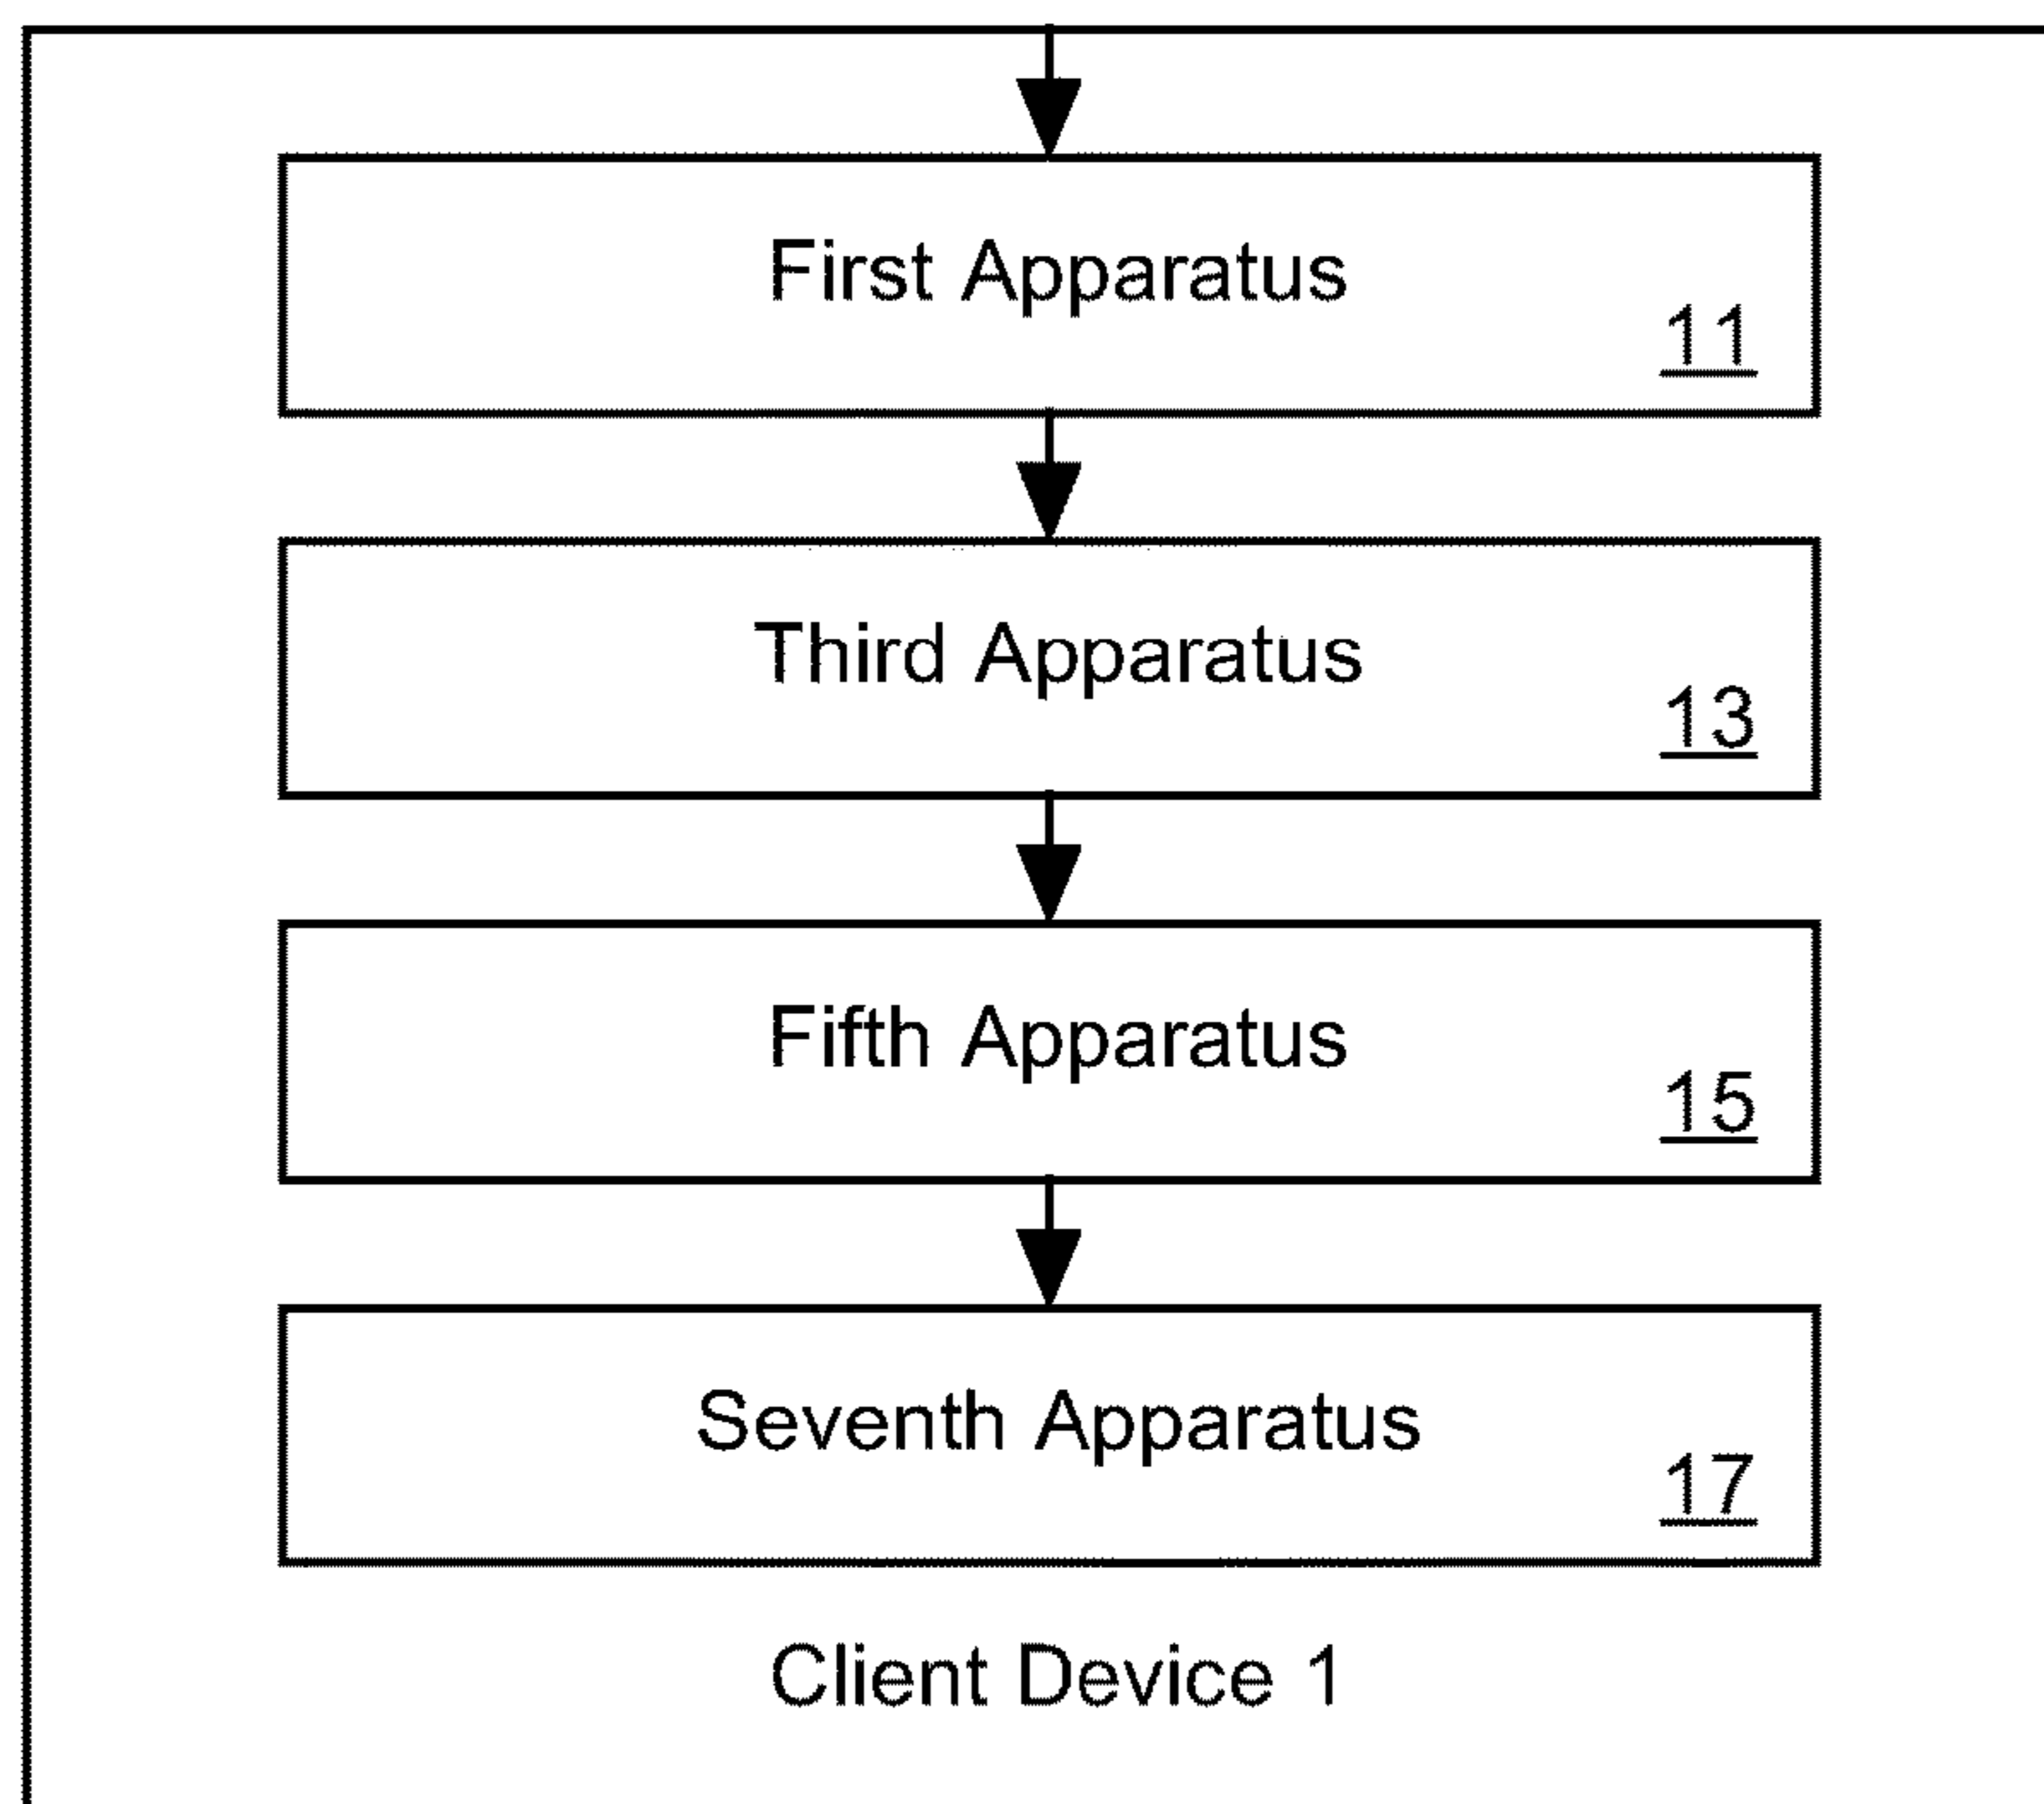 First Apparatus
11
Third Apparatus
13
Fifth Apparatus
15
Seventh Apparatus
17
Client Device 1